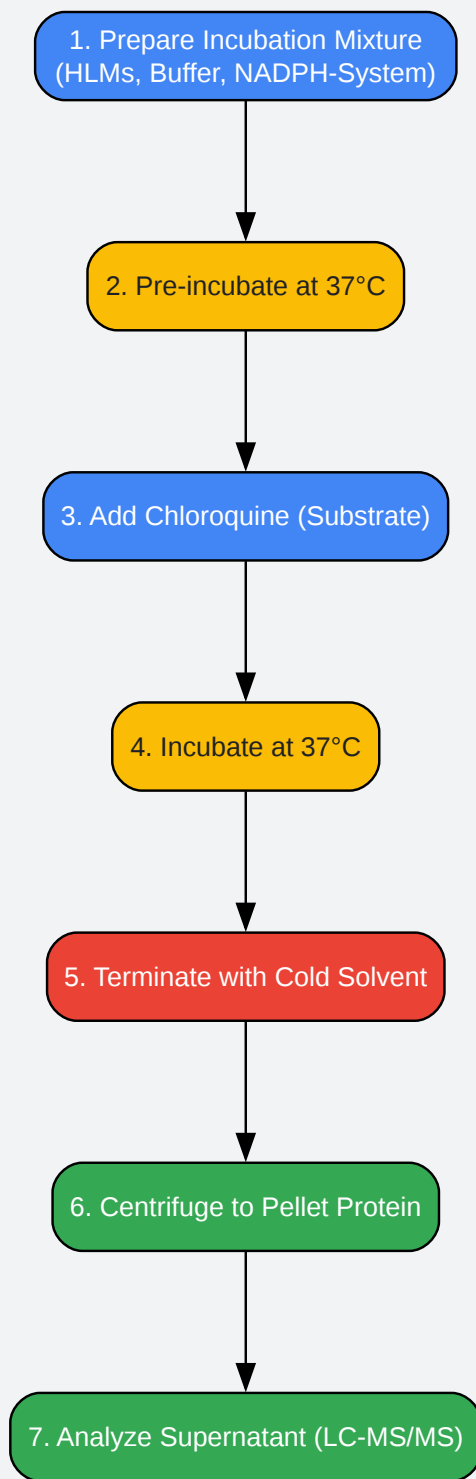 1. Prepare Incubation Mixture
(HLMs, Buffer, NADPH-System)
2. Pre-incubate at 37°C
3. Add Chloroquine (Substrate)
4. Incubate at 37°C
5. Terminate with Cold Solvent
6. Centrifuge to Pellet Protein
7. Analyze Supernatant (LC-MS/MS)